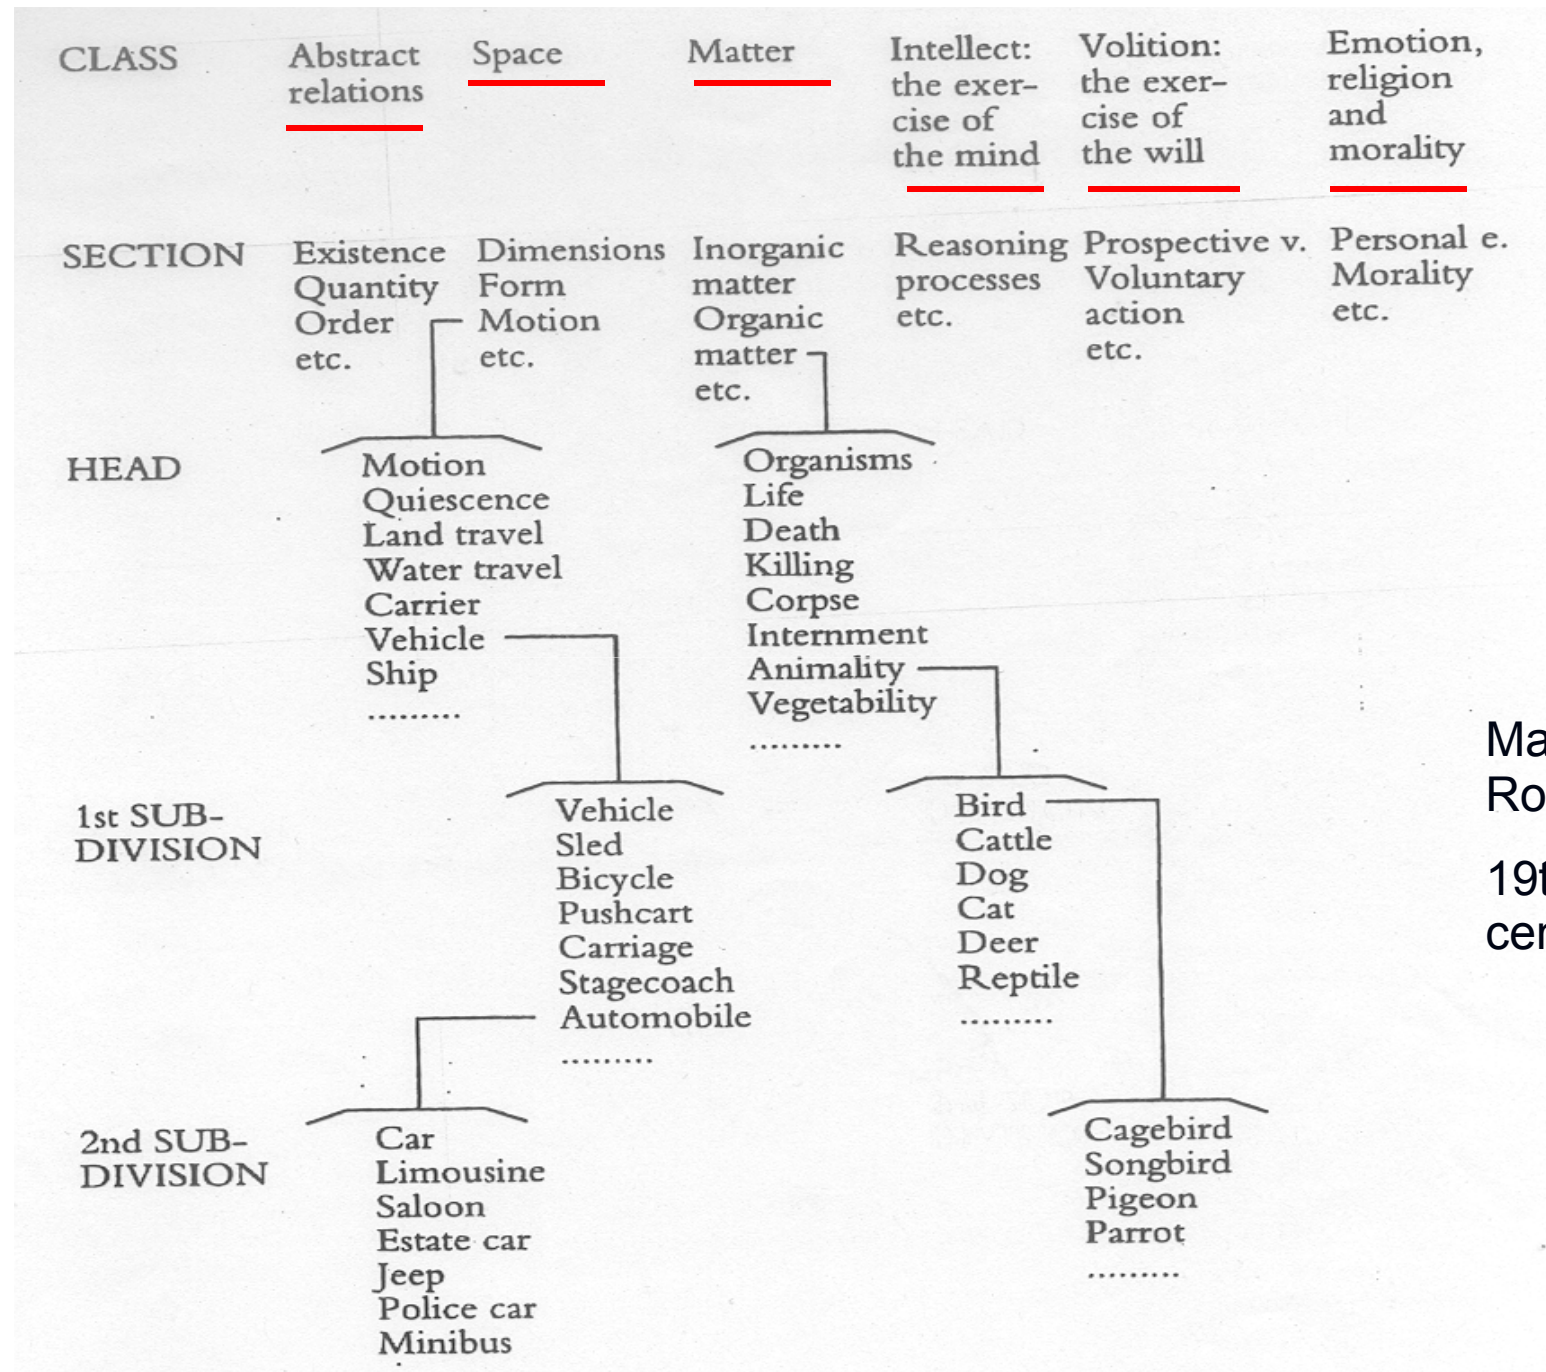 CLASS
Abstract
relations
Space
Matter
Intellect:
the exer-
cise of
the mind
Volition:
the exer-
cise of
the will
Emotion,
religion
and
morality
SECTION
Existence
Quantity
Order
etc.
Dimensions
Form
Motion
etc.
Inorganic
matter
Organic
matter
etc.
Reasoning
processes
etc.
Prospective v.
Voluntary
action
etc.
Personal e.
Morality
etc.
HEAD
Motion
Quiescence
Land travel
Water travel
Carrier
Vehicle
Ship
.........
Organisms
Life
Death
Killing
Corpse
Internment
Animality
Vegetability
.........
1st SUB-
DIVISION
Vehicle
Sled
Bicycle
Pushcart
Carriage
Stagecoach
Automobile
.........
Bird
Cattle
Dog
Cat
Deer
Reptile
.........
2nd SUB-
DIVISION
Car
Limousine
Saloon
Estate car
Jeep
Police car
Minibus
Cagebird
Songbird
Pigeon
Parrot
.........